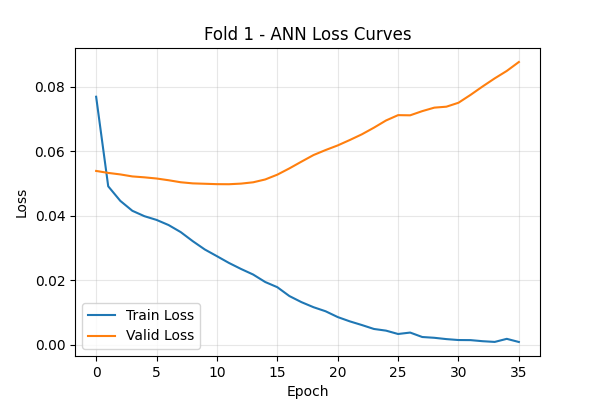 Fold 1 - ANN Loss Curves
Loss
0.08
0.06
0.04
0.02
0.00
Train Loss
Valid Loss
0 5 10 15 20 25 30 35
Epoch